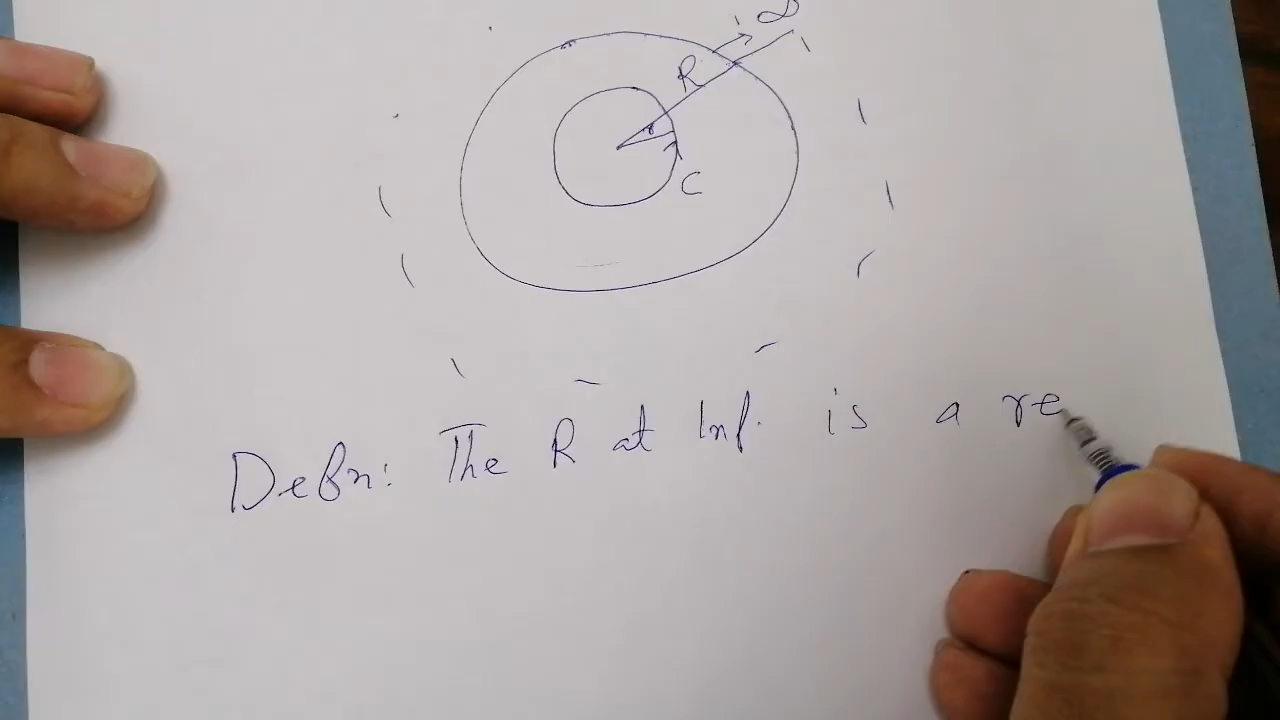 ∞
R
r
C
Defn: The R at Inf. is a re